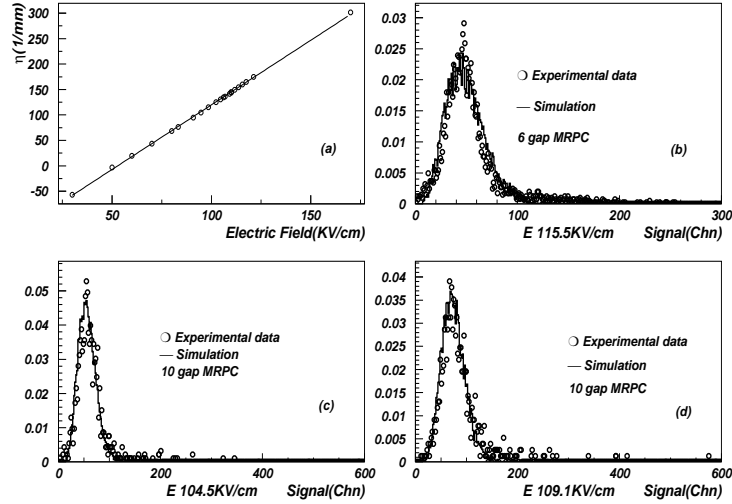 300
250
200
150
100
50
0
-50
η(1/mm)
(a)
50
100
150
Electric Field(KV/cm)
0.03
0.025
0.02
0.015
0.01
0.005
0
Experimental data
Simulation
6 gap MRPC
(b)
0
100
200
300
E 115.5KV/cm Signal(Chn)
0.05
0.04
0.03
0.02
0.01
0
Experimental data
Simulation
10 gap MRPC
(c)
0
200
400
600
E 104.5KV/cm Signal(Chn)
0.04
0.035
0.03
0.025
0.02
0.015
0.01
0.005
0
Experimental data
Simulation
10 gap MRPC
(d)
0
200
400
600
E 109.1KV/cm Signal(Chn)